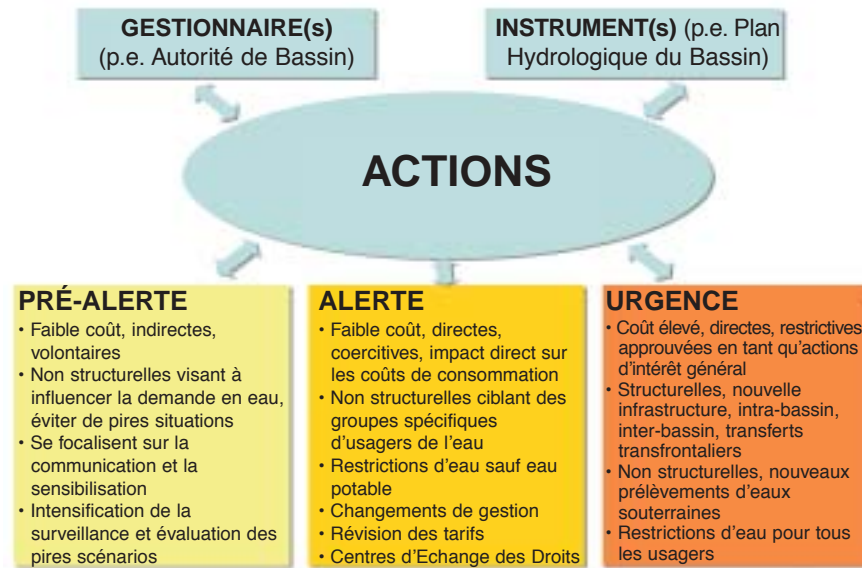 GESTIONNAIRE(s)
(p.e. Autorité de Bassin)
INSTRUMENT(s) (p.e. Plan
Hydrologique du Bassin)
ACTIONS
PRÉ-ALERTE
• Faible coût, indirectes,
volontaires
• Non structurelles visant à
influencer la demande en eau,
éviter de pires situations
• Se focalisent sur la
communication et la
sensibilisation
• Intensification de la
surveillance et évaluation des
pires scénarios
ALERTE
• Faible coût, directes,
coercitives, impact direct sur
les coûts de consommation
• Non structurelles ciblant des
groupes spécifiques
d'usagers de l'eau
• Restrictions d'eau sauf eau
potable
• Changements de gestion
• Révision des tarifs
• Centres d'Echange des Droits
URGENCE
• Coût élevé, directes, restrictives
approuvées en tant qu'actions
d'intérêt général
• Structurelles, nouvelle
infrastructure, intra-bassin,
inter-bassin, transferts
transfrontaliers
• Non structurelles, nouveaux
prélèvements d'eaux
souterraines
• Restrictions d'eau pour tous
les usagers